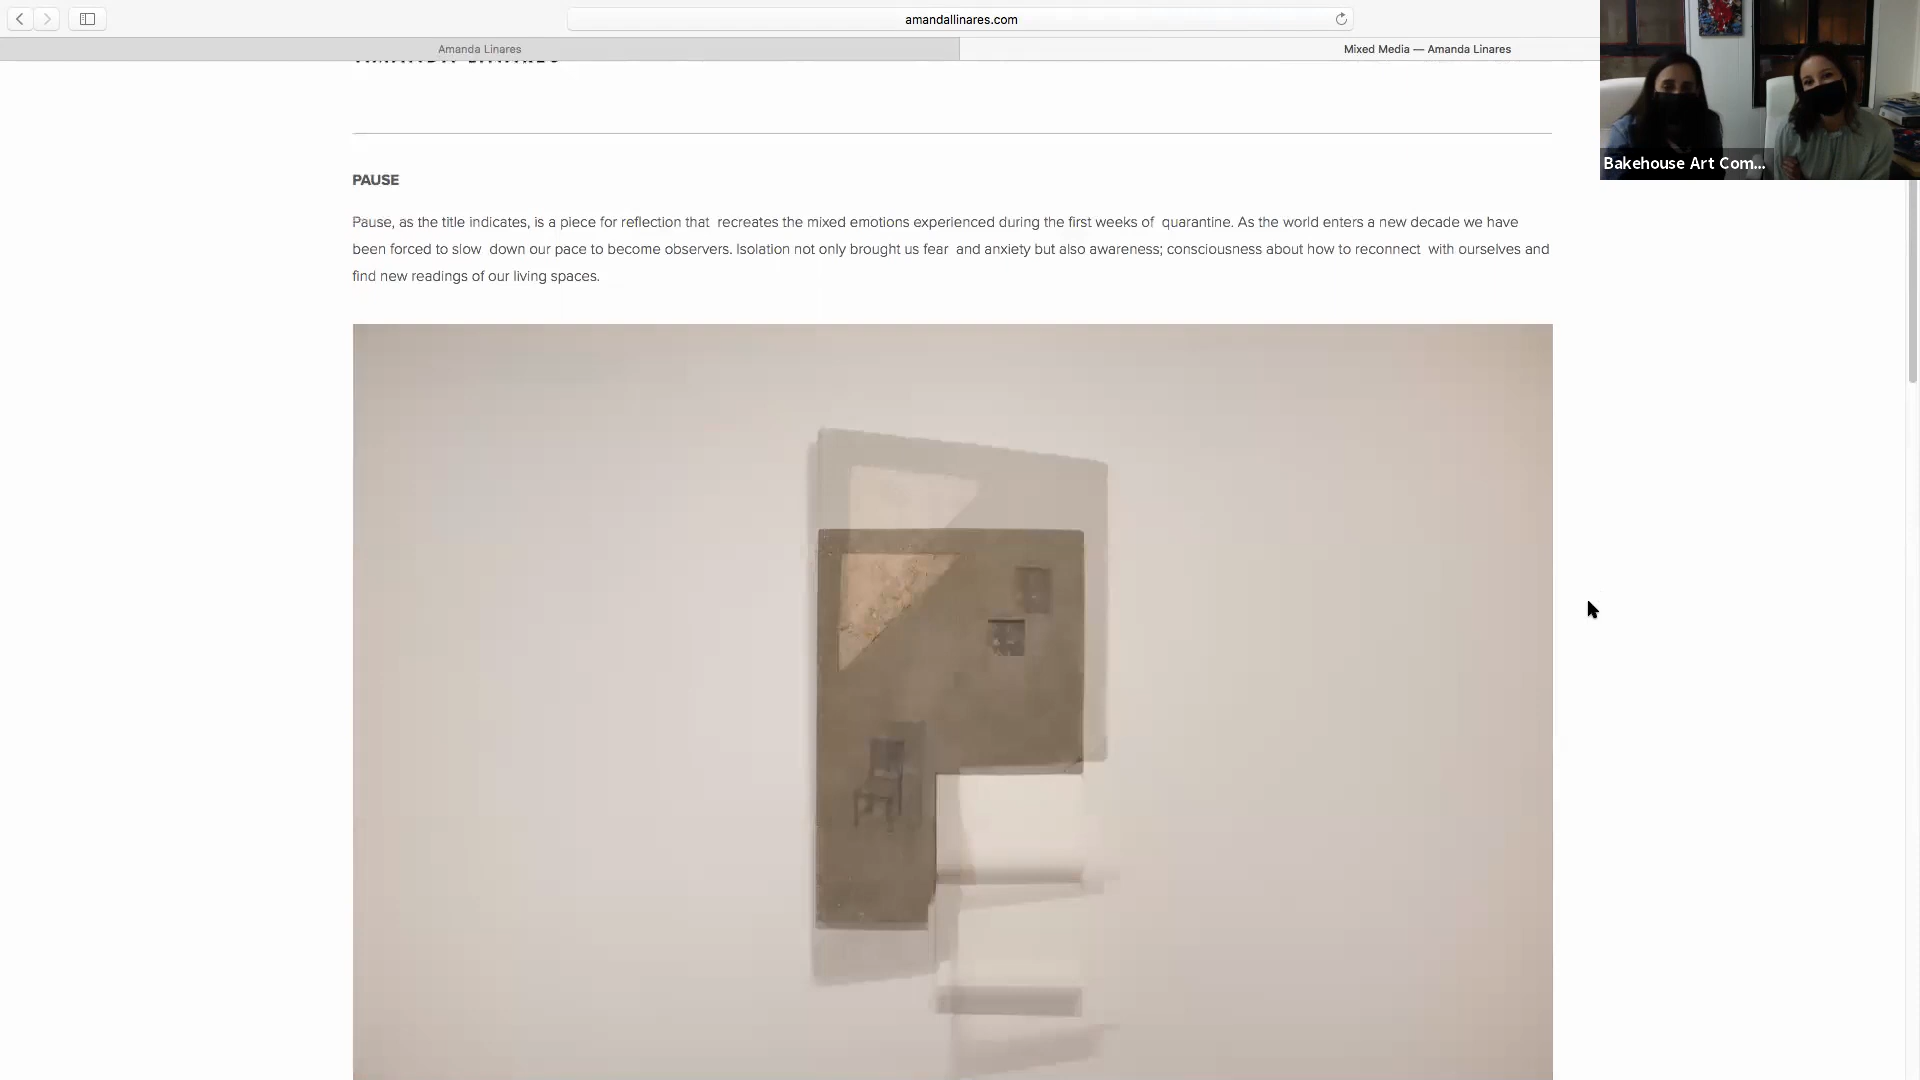 amandallinares.com
Amanda Linares
Mixed Media — Amanda Linares
AMANDA LINARES
Bakehouse Art Com...
PAUSE
Pause, as the title indicates, is a piece for reflection that recreates the mixed emotions experienced during the first weeks of quarantine. As the world enters a new decade we have
been forced to slow down our pace to become observers. Isolation not only brought us fear and anxiety but also awareness; consciousness about how to reconnect with ourselves and
find new readings of our living spaces.